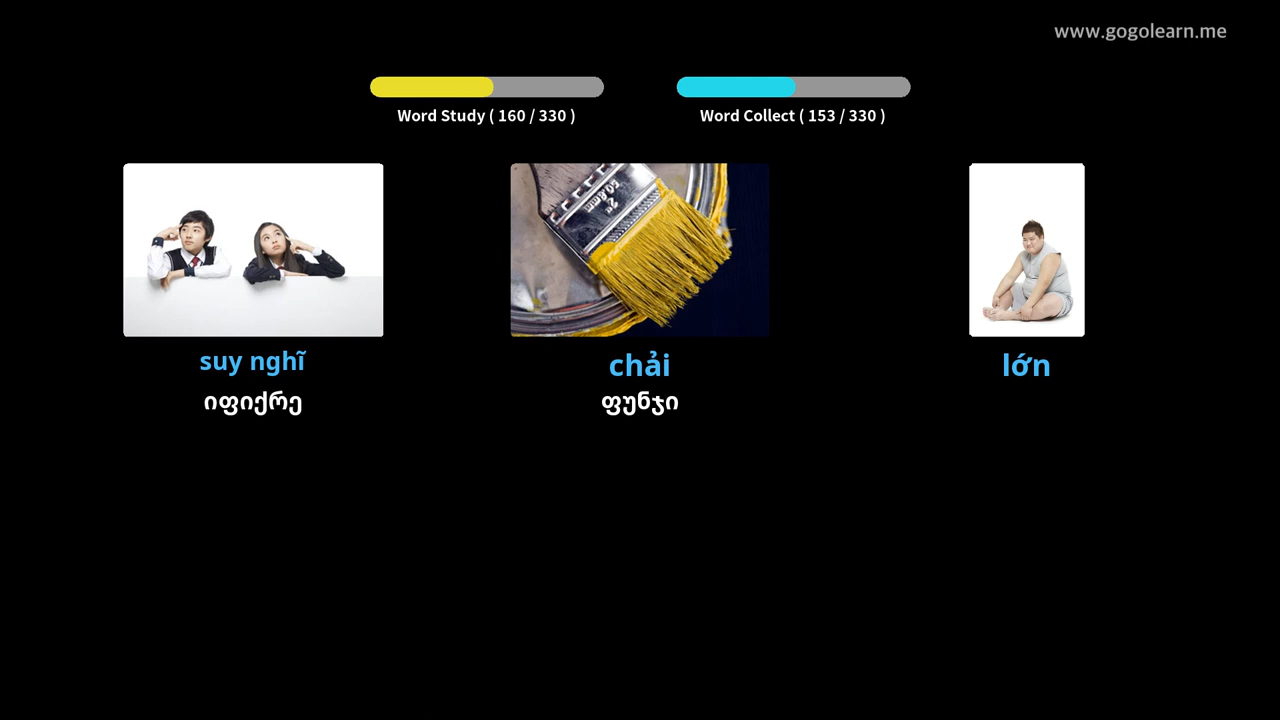 www.gogolearn.me
Word Study ( 160 / 330 )
Word Collect ( 153 / 330 )
suy nghĩ
იფიქრე
chải
ფუნჯი
lớn